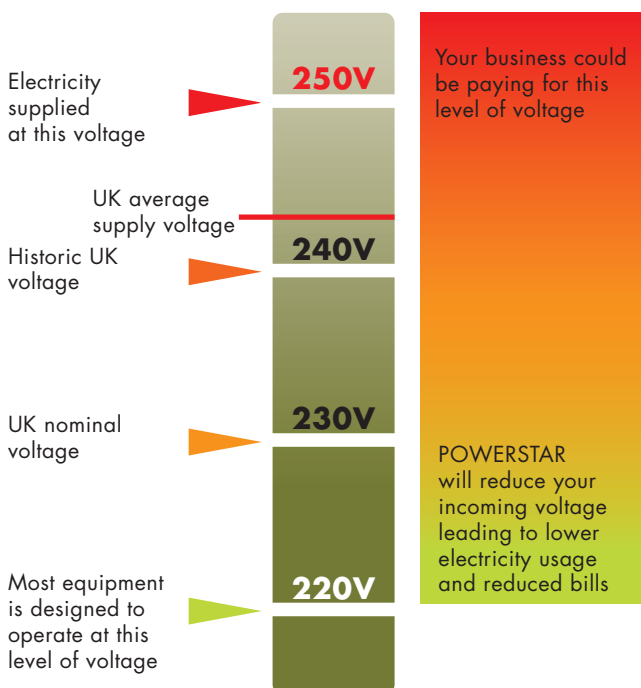 250V
Electricity
supplied
at this voltage
Your business could
be paying for this
level of voltage
UK average
supply voltage
240V
Historic UK
voltage
230V
UK nominal
voltage
POWERSTAR
will reduce your
incoming voltage
leading to lower
electricity usage
and reduced bills
220V
Most equipment
is designed to
operate at this
level of voltage